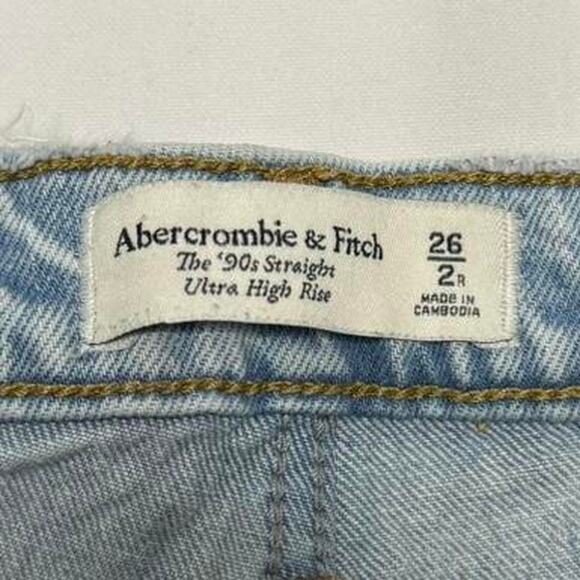 Abercrombie & Fitch
The '90s Straight
Ultra High Rise
26
2R
MADE IN
CAMBODIA